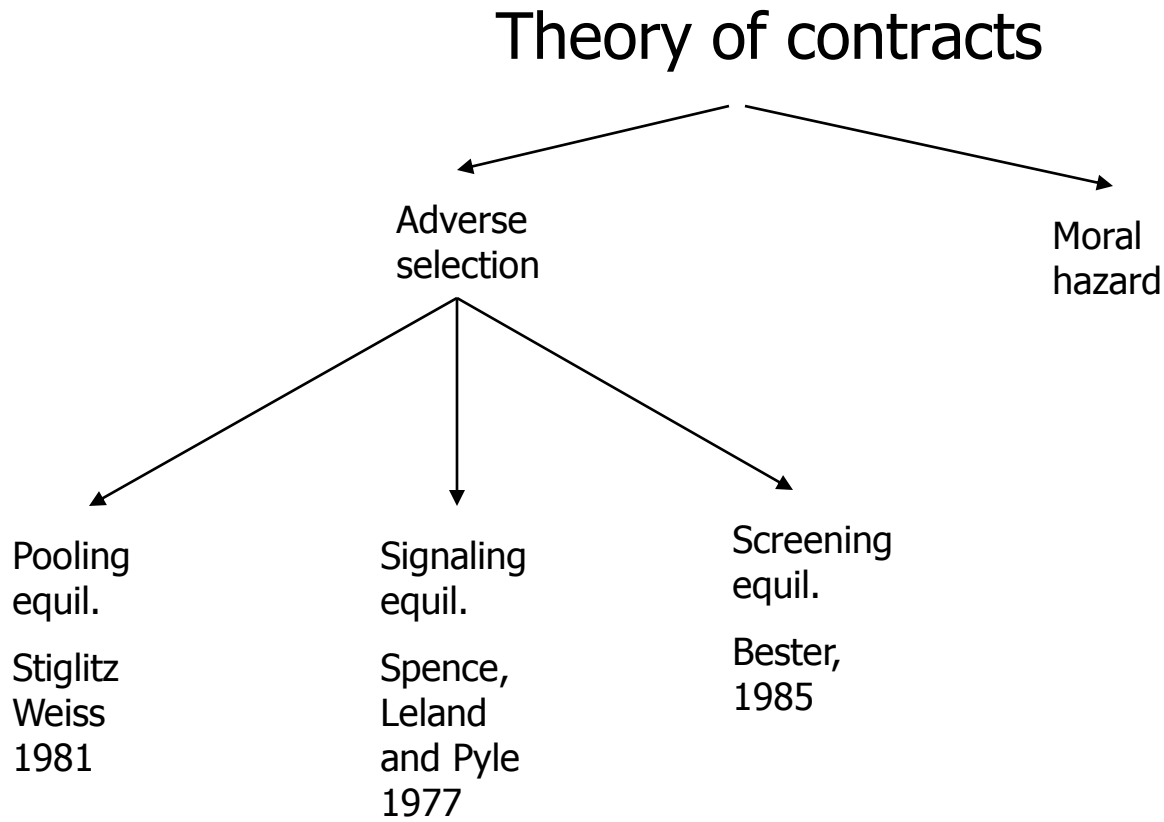 Theory of contracts
Adverse
selection
Moral
hazard
Pooling
equil.
Stiglitz
Weiss
1981
Signaling
equil.
Spence,
Leland
and Pyle
1977
Screening
equil.
Bester,
1985